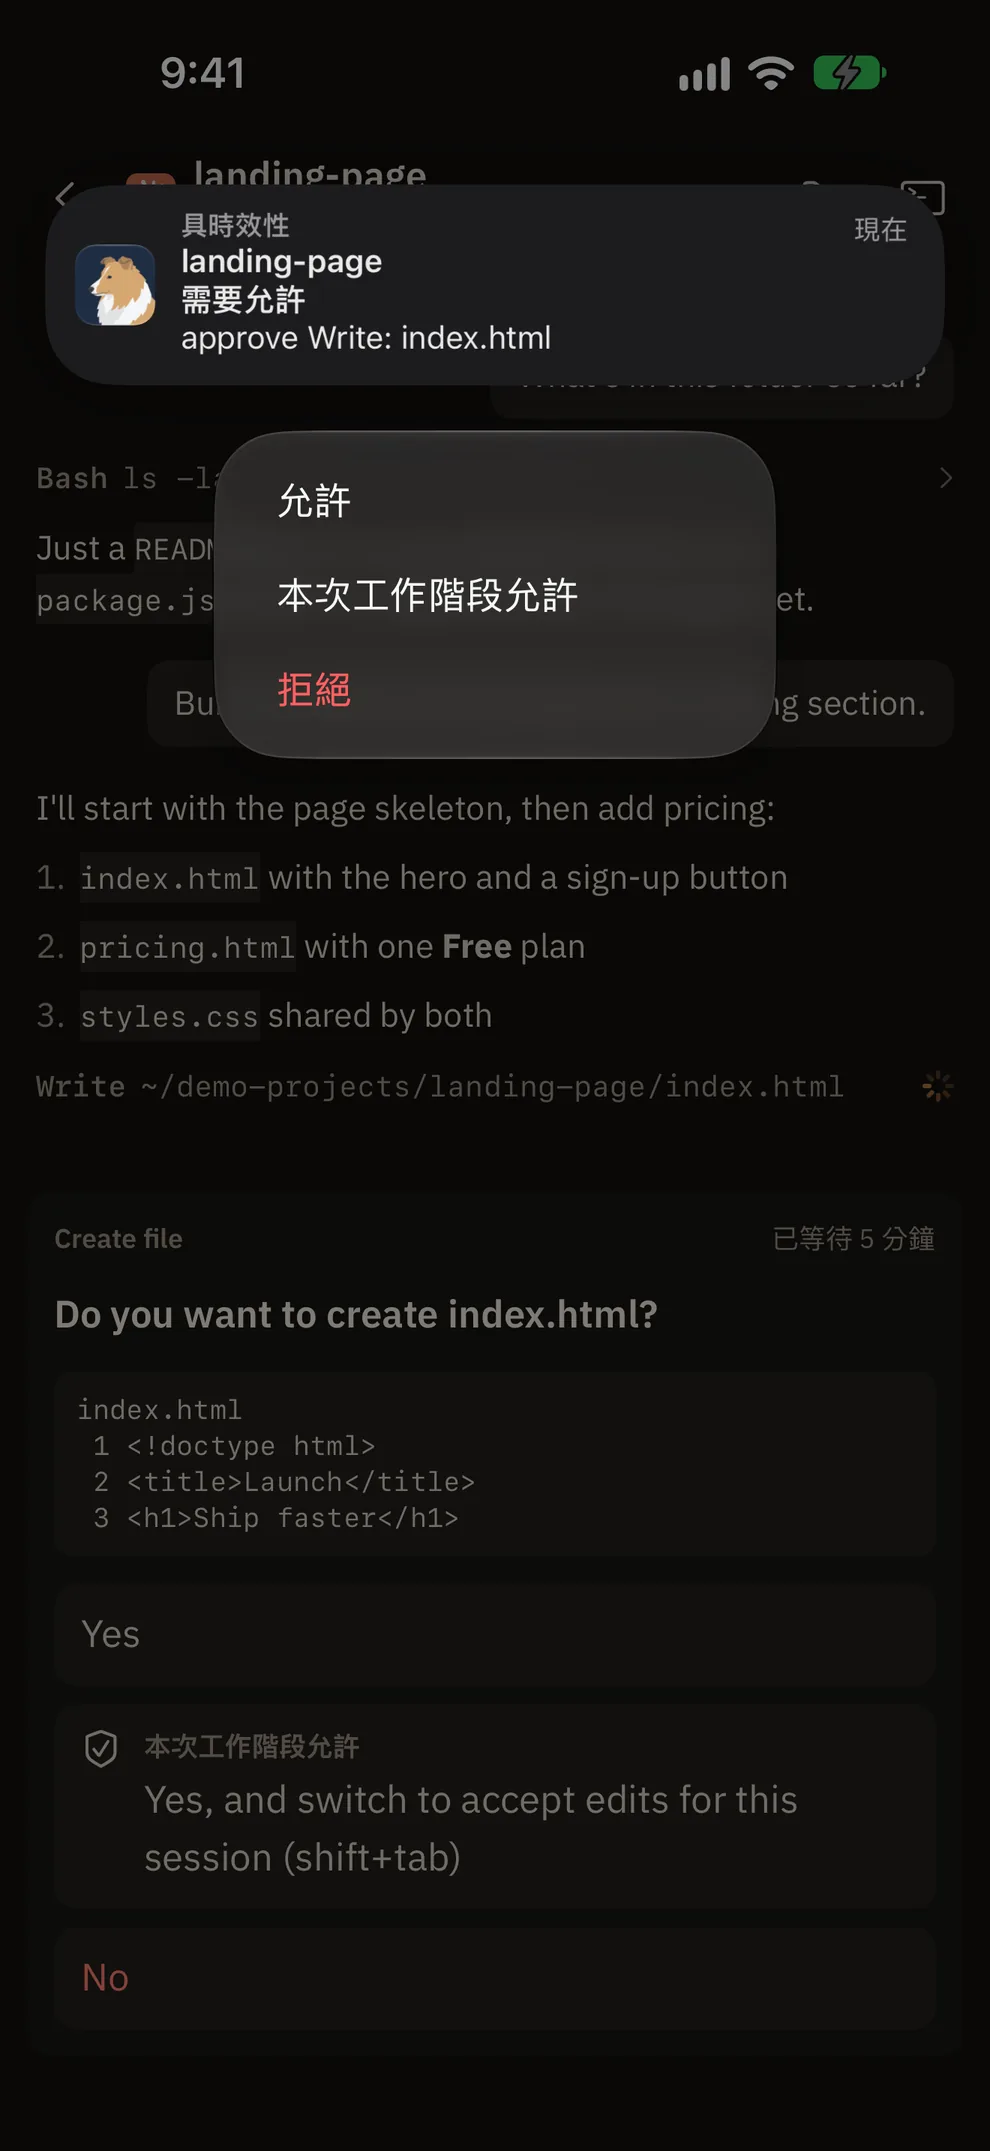 9:41
landing-page
具時效性
現在
landing-page
需要允許
approve Write: index.html
Bash ls
允許
Just a
本次工作階段允許
et.
拒絕
section.
I'll start with the page skeleton, then add pricing:
1. index.html with the hero and a sign-up button
2. pricing.html with one Free plan
3. styles.css shared by both
Write ~/demo-projects/landing-page/index.html
Create file
已等待 5 分鐘
Do you want to create index.html?
index.html
1 <!doctype html>
2 <title>Launch</title>
3 <h1>Ship faster</h1>
Yes
本次工作階段允許
Yes, and switch to accept edits for this
session (shift+tab)
No